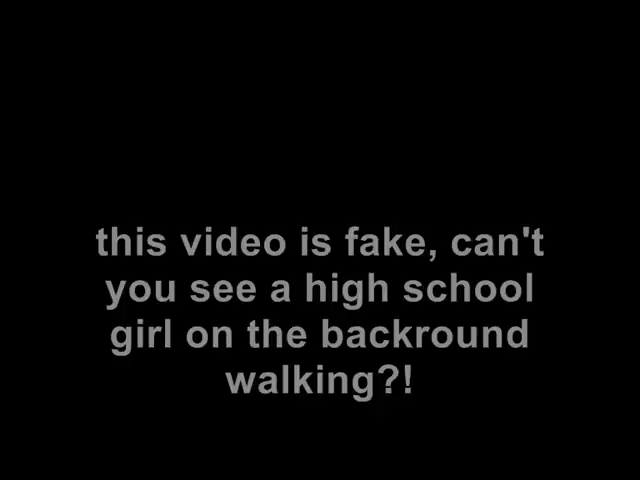 this video is fake, can't
you see a high school
girl on the backround
walking?!